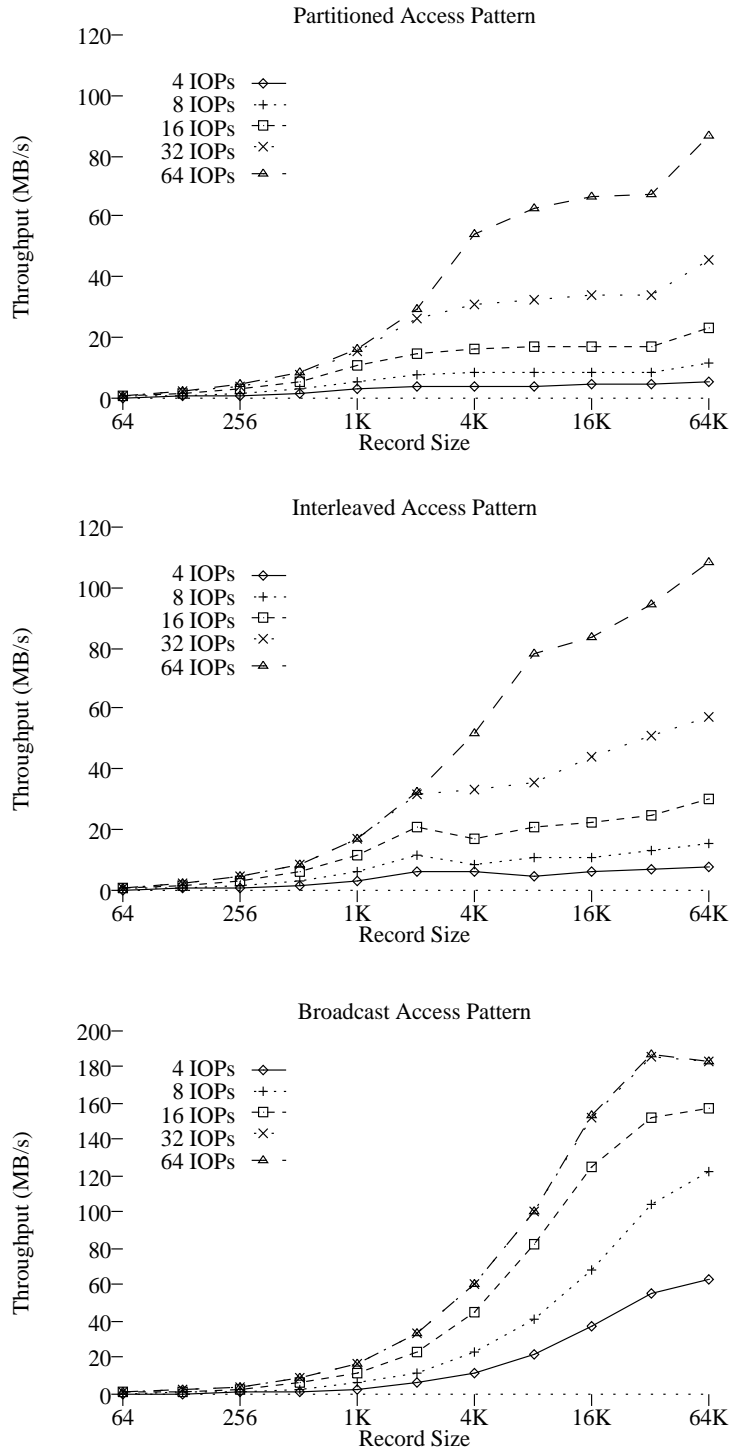 Partitioned Access Pattern
120
100
80
60
40
20
0
Throughput (MB/s)
4 IOPs
8 IOPs
16 IOPs
32 IOPs
64 IOPs
64 256 1K 4K 16K 64K
Record Size
Interleaved Access Pattern
120
100
80
60
40
20
0
Throughput (MB/s)
4 IOPs
8 IOPs
16 IOPs
32 IOPs
64 IOPs
64 256 1K 4K 16K 64K
Record Size
Broadcast Access Pattern
200
180
160
140
120
100
80
60
40
20
0
Throughput (MB/s)
4 IOPs
8 IOPs
16 IOPs
32 IOPs
64 IOPs
64 256 1K 4K 16K 64K
Record Size